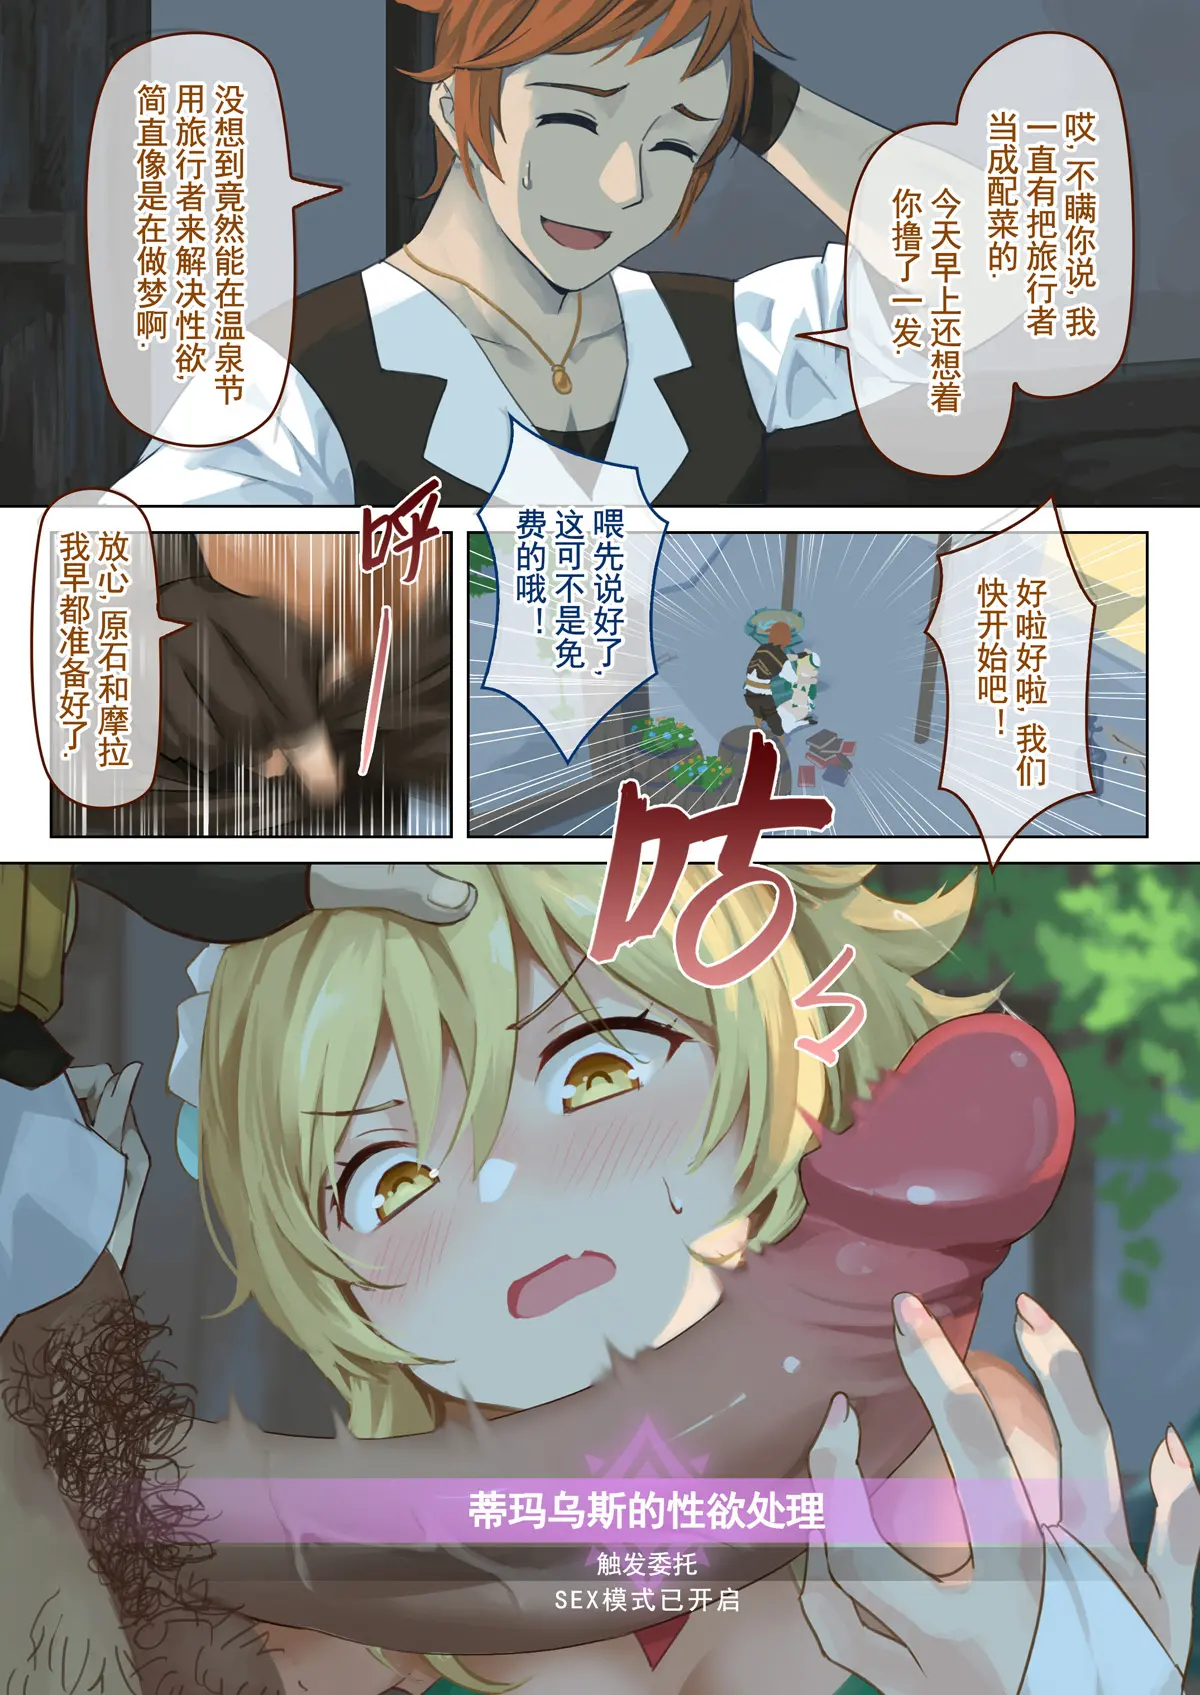 哎,不瞒你说,我
一直有把旅行者
当成配菜的.
今天早上还想着
你撸了一发.
没想到竟然能在温泉节
用旅行者来解决性欲,
简直像是在做梦啊.
好啦好啦,我们
快开始吧!
喂先说好了,
这可不是免
费的哦!
呼
放心,原石和摩拉
我早都准备好了.
咕
蒂玛乌斯的性欲处理
触发委托
SEX模式已开启